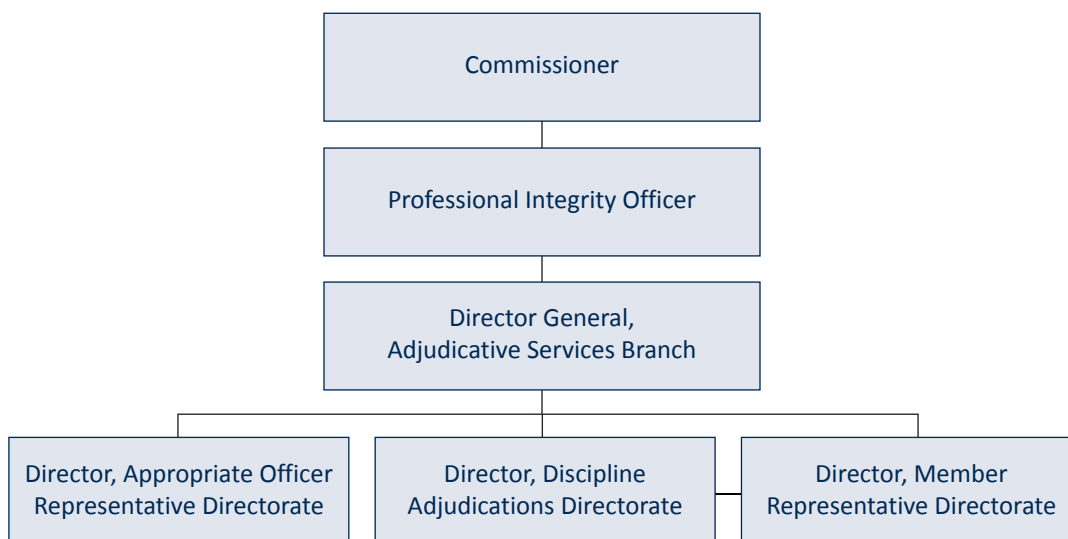 Commissioner
Professional Integrity Officer
Director General,
Adjudicative Services Branch
Director, Appropriate Officer
Representative Directorate
Director, Discipline
Adjudications Directorate
Director, Member
Representative Directorate